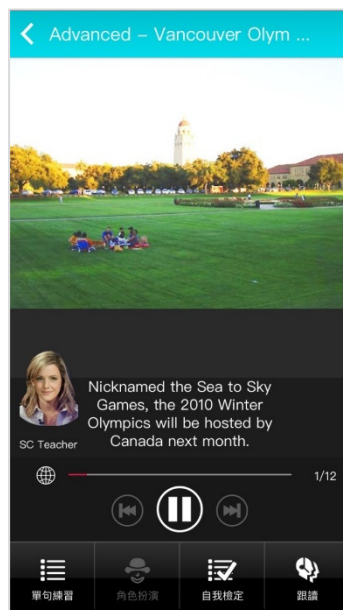 Advanced – Vancouver Olym ...
Nicknamed the Sea to Sky
Games, the 2010 Winter
Olympics will be hosted by
Canada next month.
SC Teacher
1/12
單句練習
角色扮演
自我檢定
跟讀